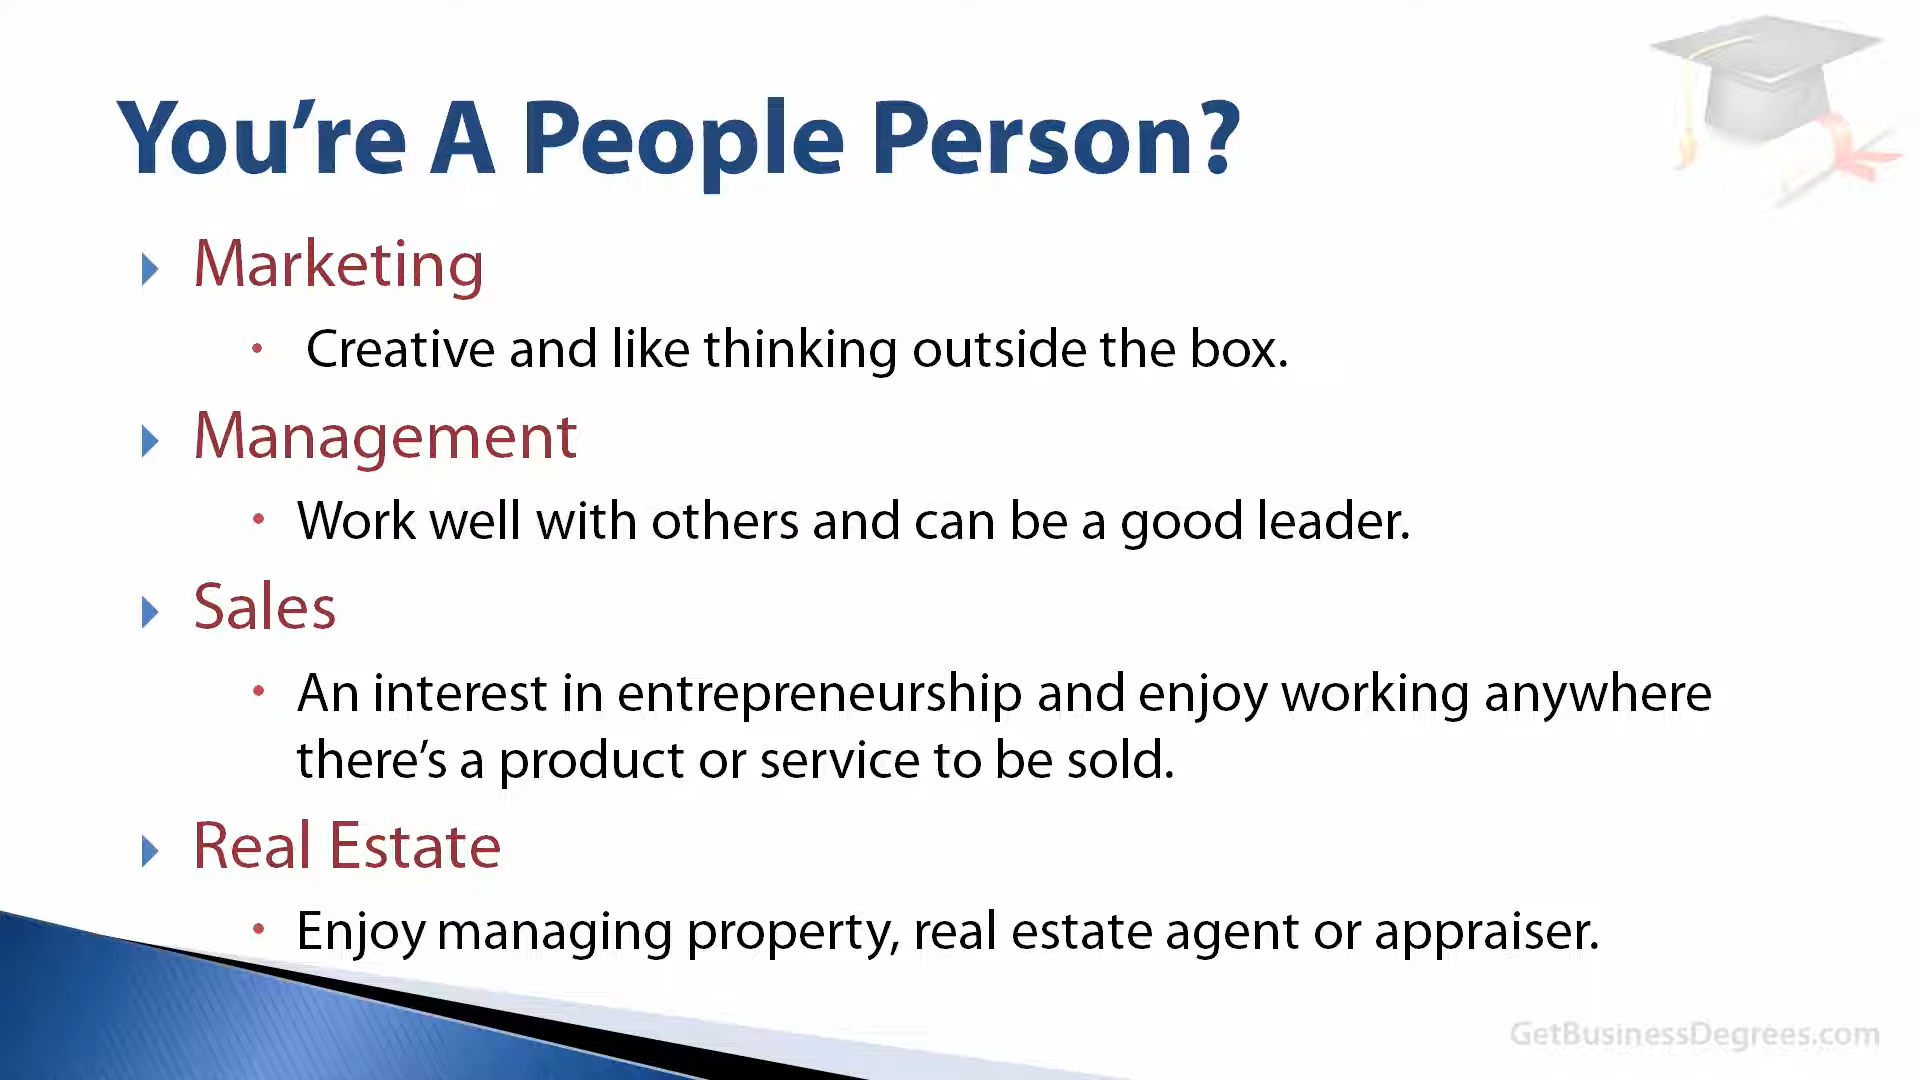 You’re A People Person?
Marketing
Creative and like thinking outside the box.
Management
Work well with others and can be a good leader.
Sales
An interest in entrepreneurship and enjoy working anywhere
there’s a product or service to be sold.
Real Estate
Enjoy managing property, real estate agent or appraiser.
GetBusinessDegrees.com